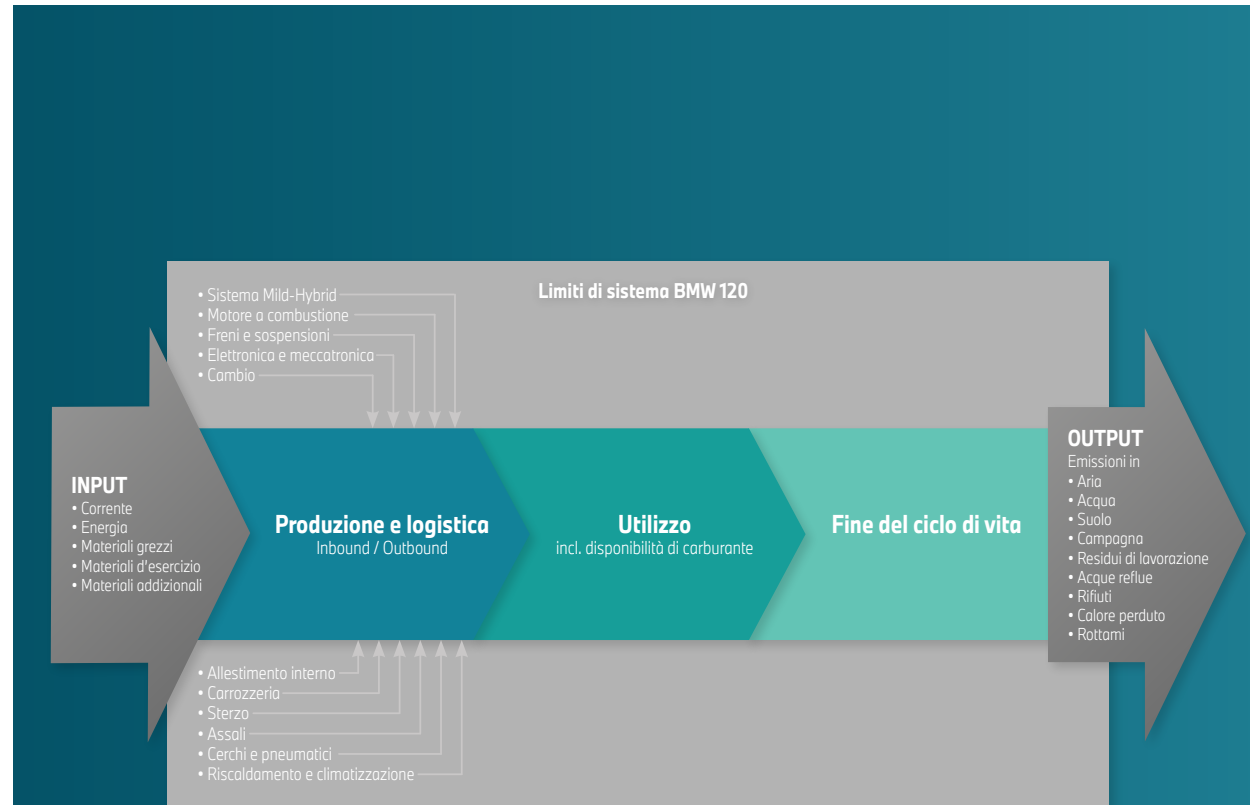 Limiti di sistema BMW 120
• Sistema Mild-Hybrid
• Motore a combustione
• Freni e sospensioni
• Elettronica e meccatronica
• Cambio
INPUT
• Corrente
• Energia
• Materiali grezzi
• Materiali d'esercizio
• Materiali addizionali
Produzione e logistica
Inbound / Outbound
Utilizzo
incl. disponibilità di carburante
Fine del ciclo di vita
OUTPUT
Emissioni in
• Aria
• Acqua
• Suolo
• Campagna
• Residui di lavorazione
• Acque reflue
• Rifiuti
• Calore perduto
• Rottami
• Allestimento interno
• Carrozzeria
• Sterzo
• Assali
• Cerchi e pneumatici
• Riscaldamento e climatizzazione